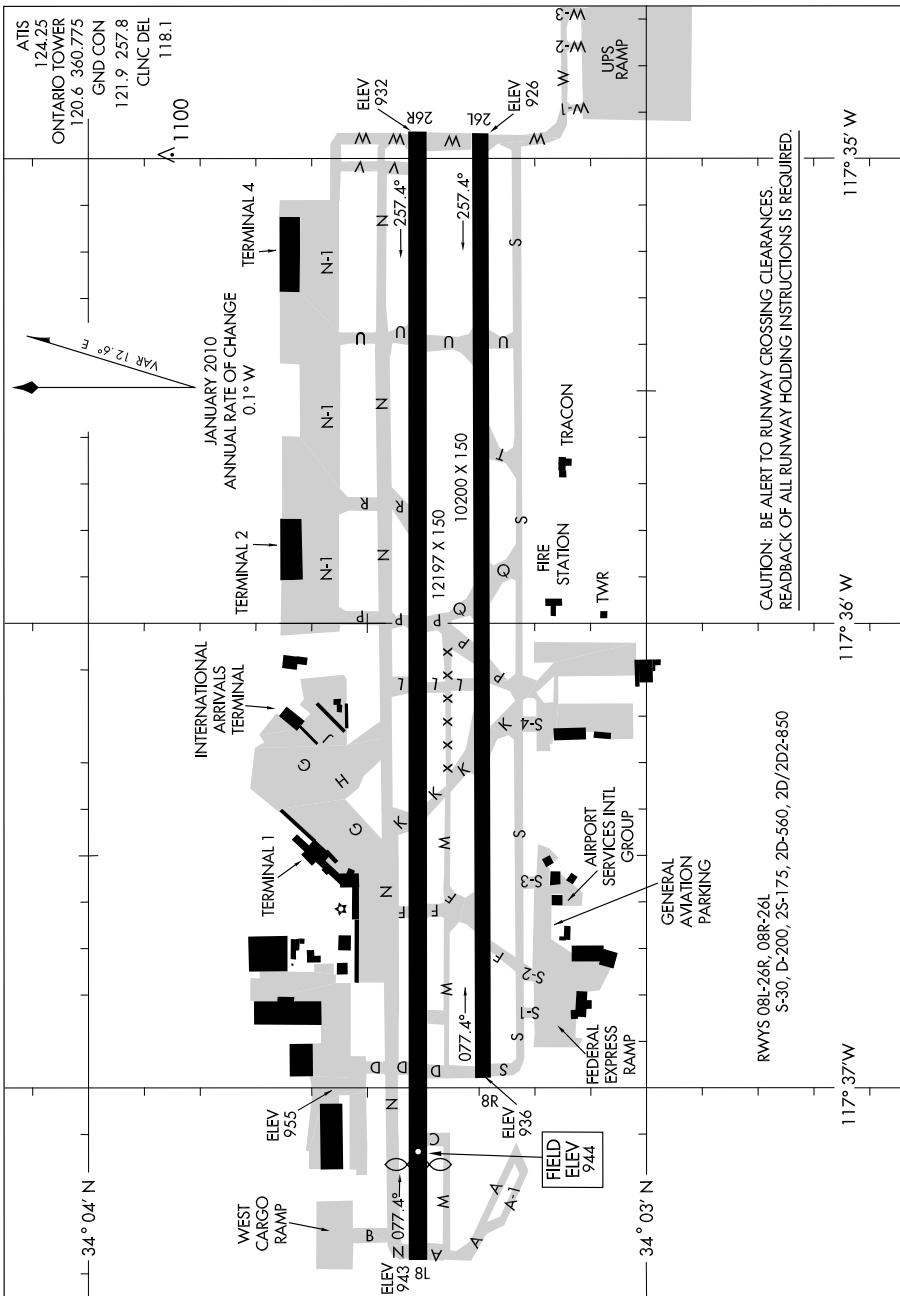 ATIS
124.25
ONTARIO TOWER
120.6 360.775
GND CON
121.9 257.8
CLNC DEL
118.1
1100
VAR 12.6° E
JANUARY 2010
ANNUAL RATE OF CHANGE
0.1° W
TERMINAL 4
TERMINAL 2
INTERNATIONAL
ARRIVALS
TERMINAL
TERMINAL 1
ELEV
955
WEST
CARGO
RAMP
34° 04' N
ELEV
932
26R
ELEV
926
26L
W-3
W-2
W
W-1
UPS
RAMP
W
W
W
W
V
V
N
257.4°
257.4°
S
N-1
U
U
U
U
N
N-1
R
R
N
N-1
12197 X 150
10200 X 150
T
S
Q
Q
P
P
P
P
P
L
L
L
x x x x x x
K
K
K
K
S-4
J
G
H
G
N
W
F
F
F
F
S
S-3
S-2
S-1
W
077.4°
S
D
D
D
S
8R
ELEV
936
N
C
FIELD
ELEV
944
W
A
A-1
A
A
B
N
Z
077.4°
ELEV
943
8L
TRACON
FIRE
STATION
TWR
AIRPORT
SERVICES INTL
GROUP
GENERAL
AVIATION
PARKING
FEDERAL
EXPRESS
RAMP
CAUTION: BE ALERT TO RUNWAY CROSSING CLEARANCES.
READBACK OF ALL RUNWAY HOLDING INSTRUCTIONS IS REQUIRED.
RWYS 08L-26R, 08R-26L
S-30, D-200, 2S-175, 2D-560, 2D/2D2-850
34° 03' N
117° 35' W
117° 36' W
117° 37'W